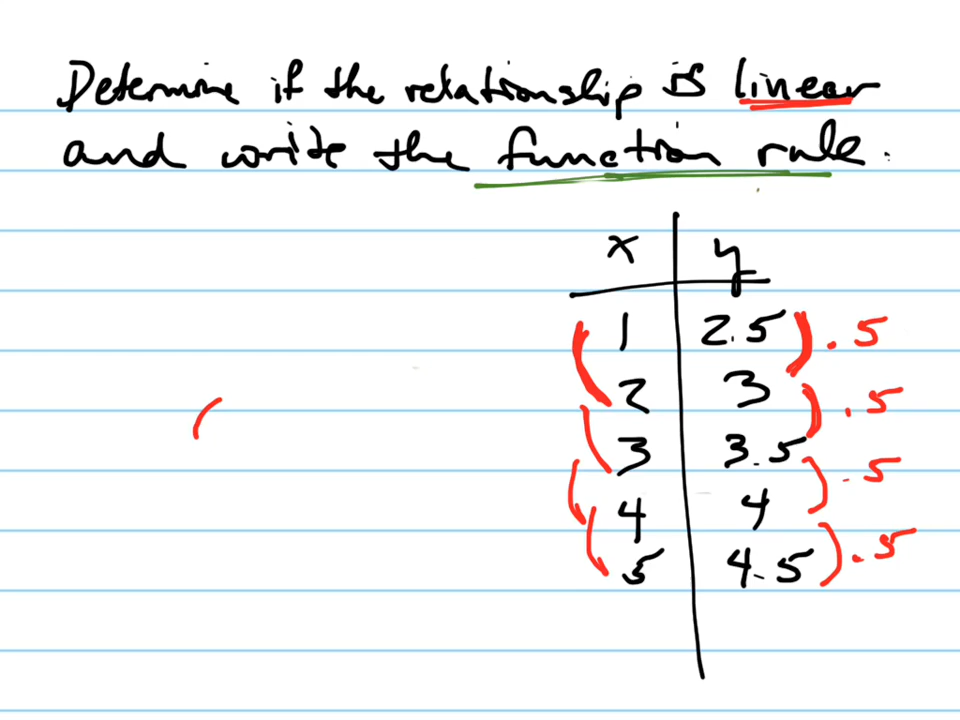 Determine if the relationship is linear
and write the function rule.
x y
1 2.5 .5
2 3 .5
3 3.5 .5
4 4 .5
5 4.5